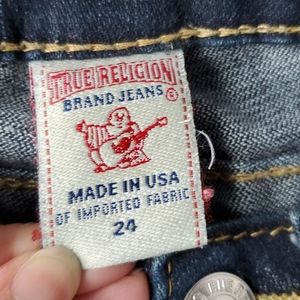 TRUE RELIGION
BRAND JEANS ®
MADE IN USA
OF IMPORTED FABRIC
24